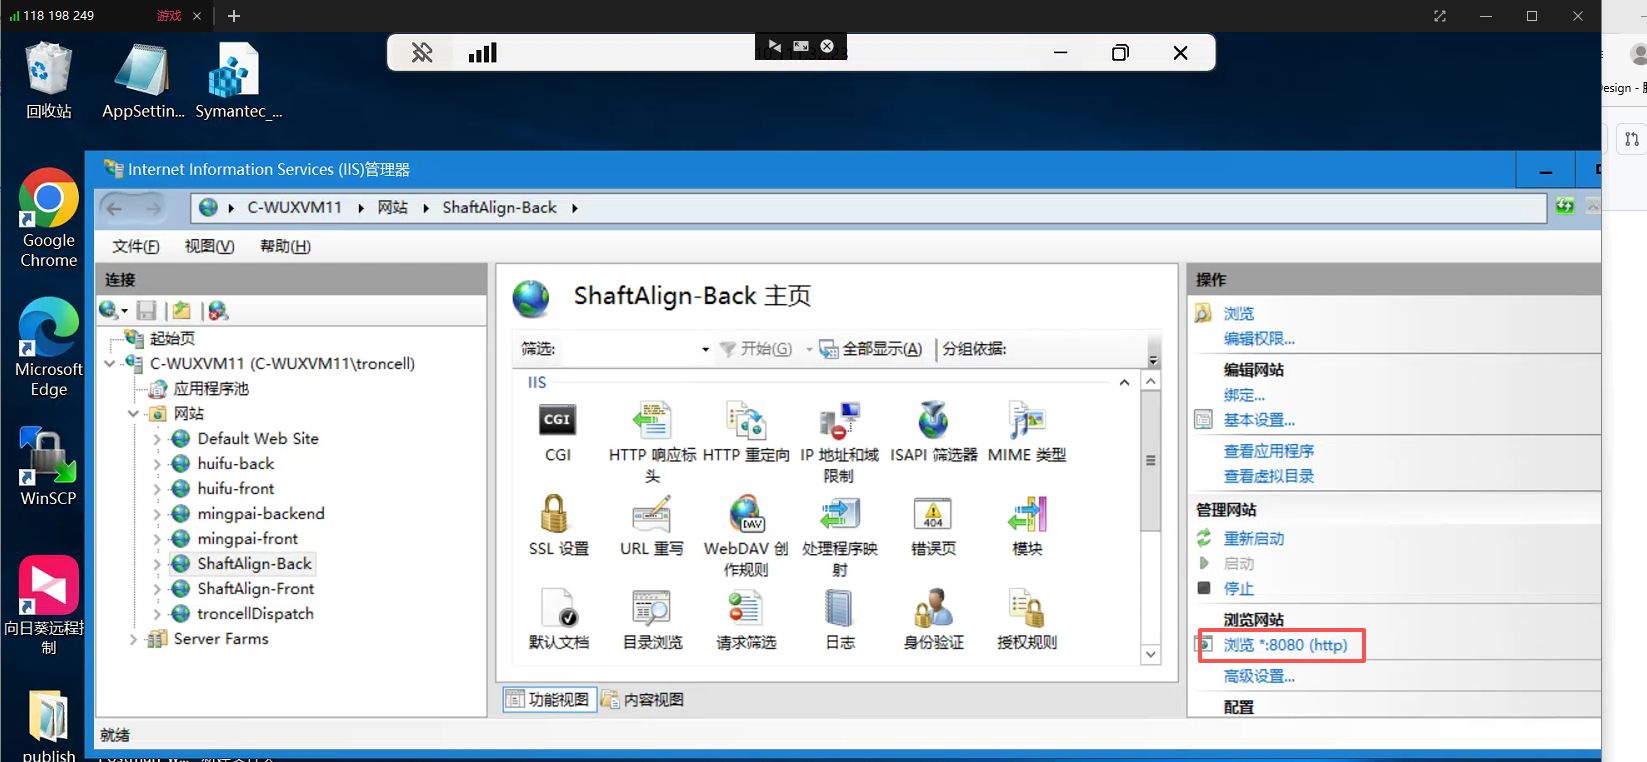 118 198 249
游戏
回收站
AppSettin...
Symantec_...
esign -
Google
Chrome
Microsoft
Edge
WinSCP
向日葵远程
制
publish
Internet Information Services (IIS)管理器
C-WUXVM11
网站
ShaftAlign-Back
文件(F)
视图(V)
帮助(H)
连接
起始页
C-WUXVM11 (C-WUXVM11\troncell)
应用程序池
网站
Default Web Site
huifu-back
huifu-front
mingpai-backend
mingpai-front
ShaftAlign-Back
ShaftAlign-Front
troncellDispatch
Server Farms
ShaftAlign-Back 主页
筛选:
开始(G)
全部显示(A)
分组依据:
IIS
CGI
CGI
HTTP 响应标
头
HTTP 重定向
IP 地址和域
限制
ISAPI 筛选器
MIME 类型
SSL 设置
URL 重写
DAV
WebDAV 创
作规则
处理程序映
射
404
错误页
模块
默认文档
目录浏览
请求筛选
日志
身份验证
授权规则
功能视图
内容视图
操作
浏览
编辑权限...
编辑网站
绑定...
基本设置...
查看应用程序
查看虚拟目录
管理网站
重新启动
启动
停止
浏览网站
浏览 *:8080 (http)
高级设置...
配置
就绪